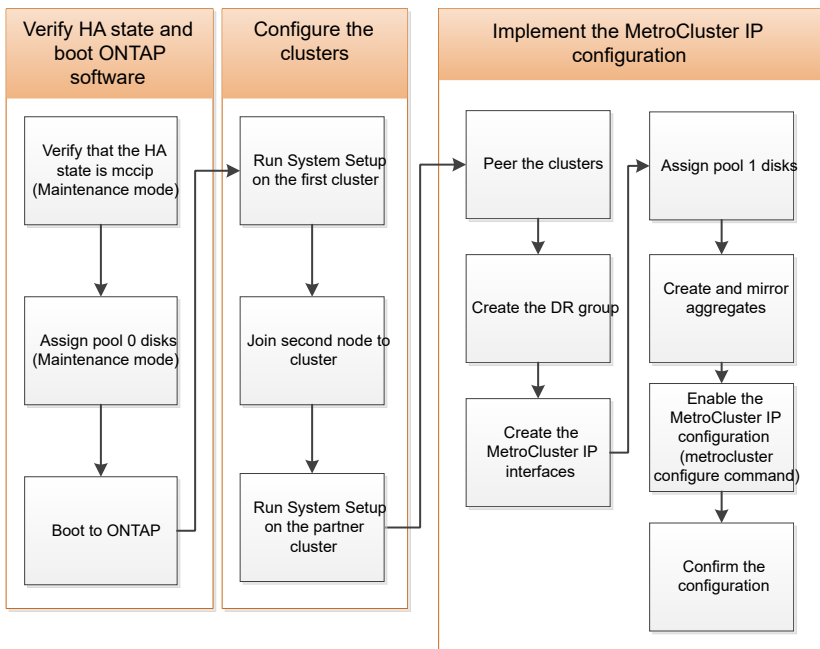 Verify HA state and
boot ONTAP
software
Verify that the HA
state is mccip
(Maintenance mode)
Assign pool 0 disks
(Maintenance mode)
Boot to ONTAP
Configure the
clusters
Run System Setup
on the first cluster
Join second node to
cluster
Run System Setup
on the partner
cluster
Implement the MetroCluster IP
configuration
Peer the clusters
Create the DR group
Create the
MetroCluster IP
interfaces
Assign pool 1 disks
Create and mirror
aggregates
Enable the
MetroCluster IP
configuration
(metrocluster
configure command)
Confirm the
configuration